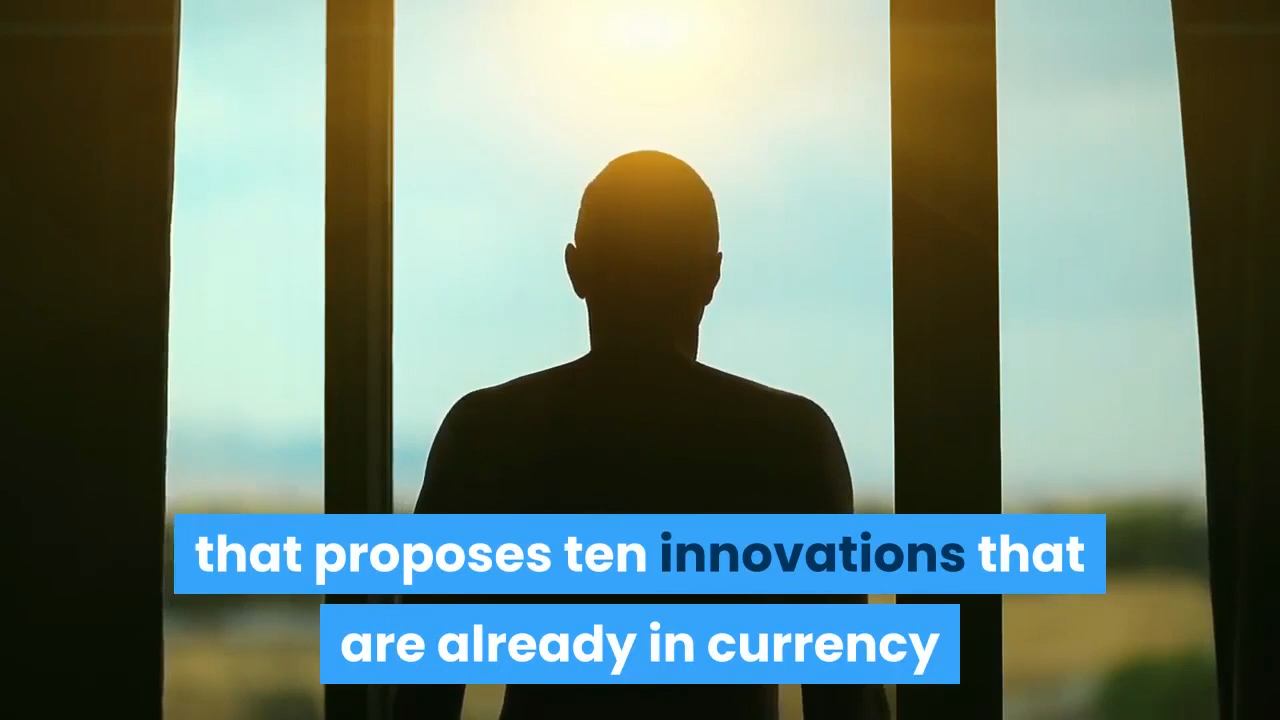 that proposes ten innovations that
are already in currency